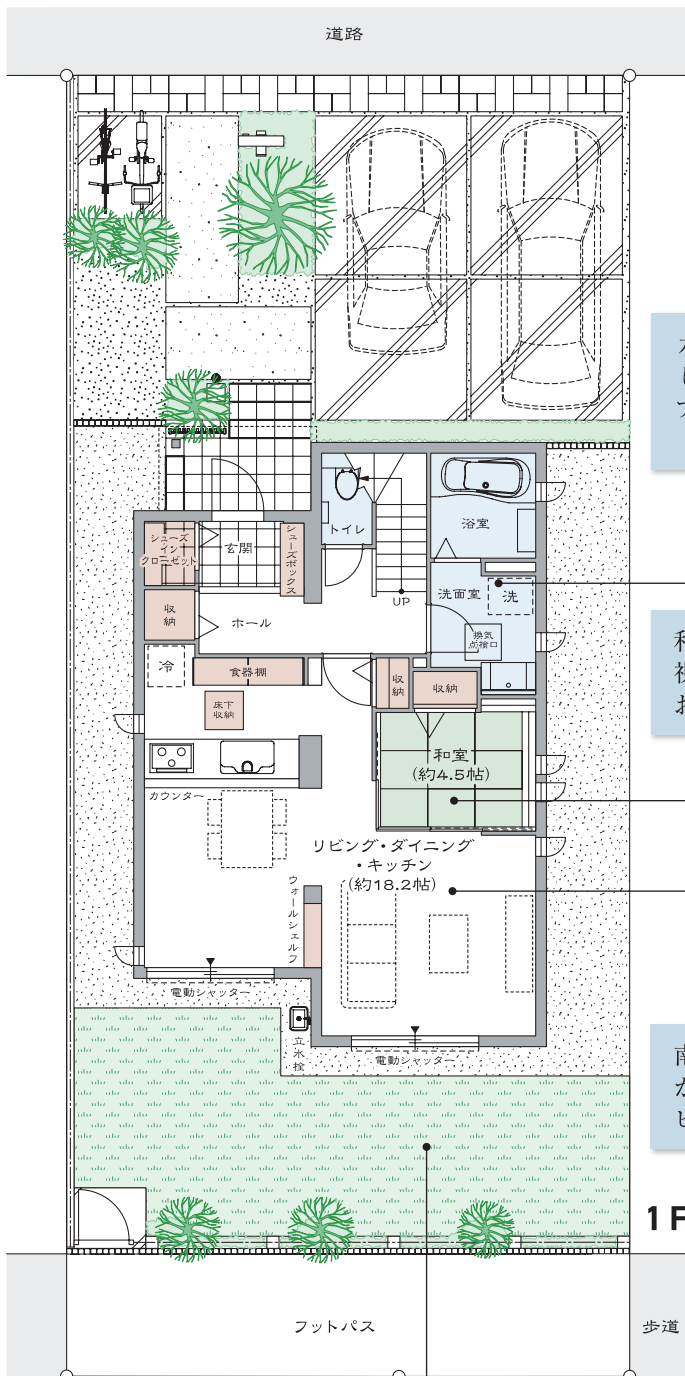 道路
トイレ
浴室
シューズ
イン
クローゼット
玄関
シューズボックス
洗面室
洗
UP
収納
ホール
換気
点検口
冷
食器棚
収納
収納
床下
収納
和室
(約4.5帖)
カウンター
リビング・ダイニング
・キッチン
(約18.2帖)
ウォールシェルフ
電動シャッター
立水栓
電動シャッター
南
1F
フットパス
歩道